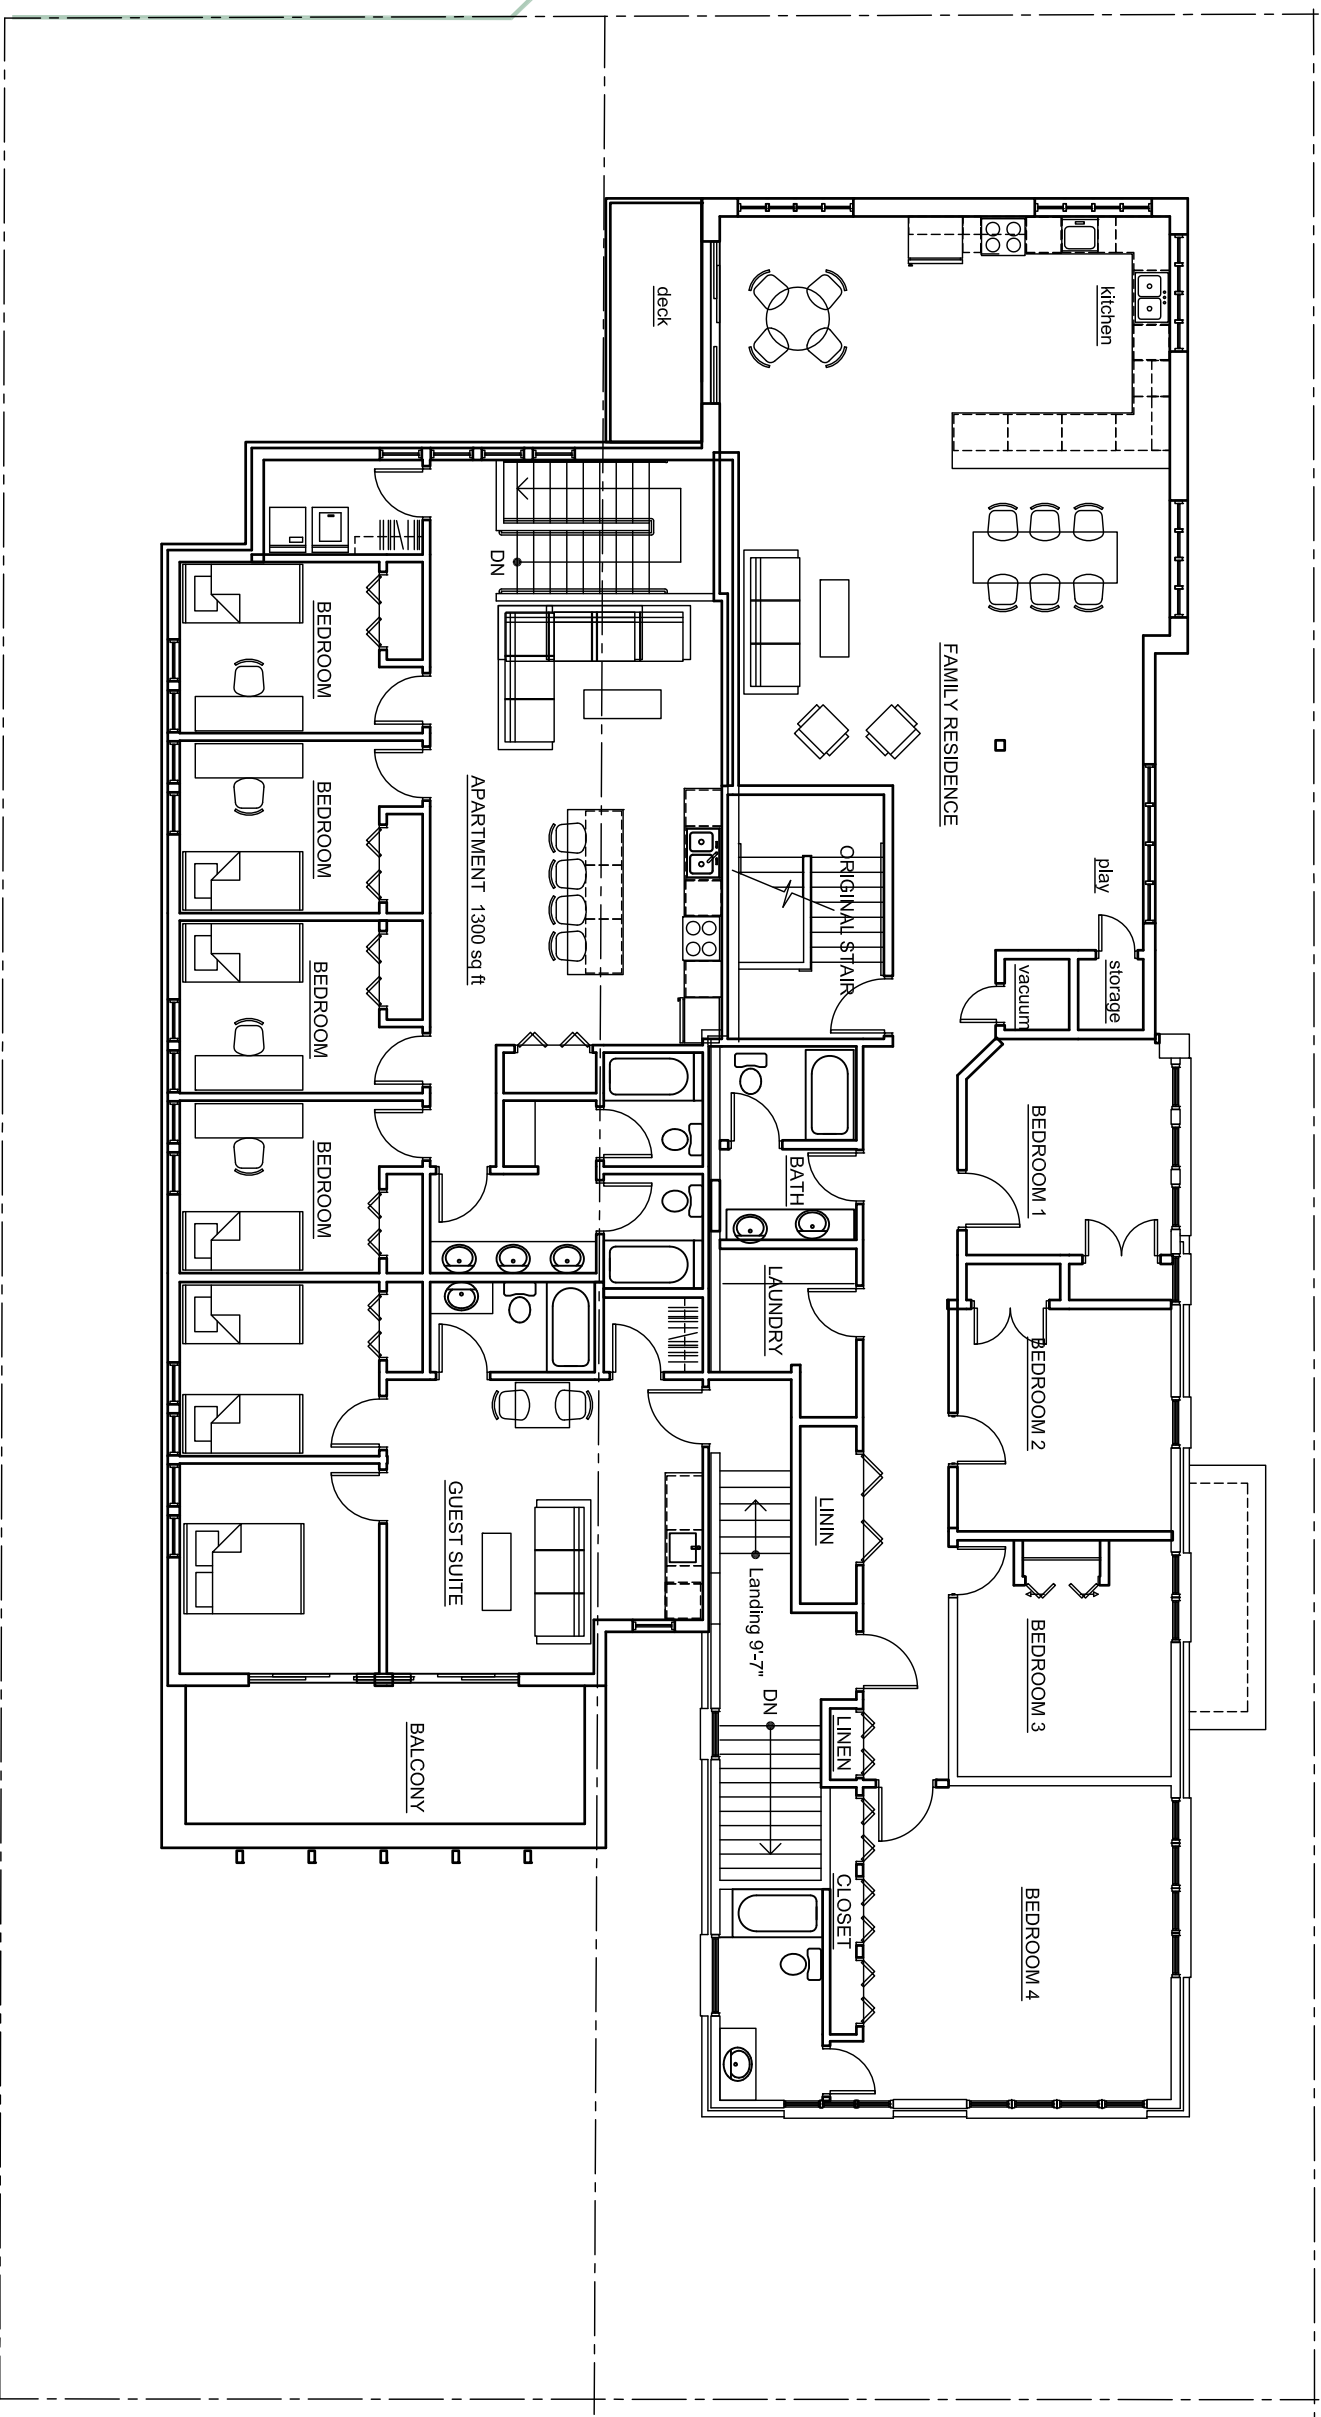 deck
kitchen
FAMILY RESIDENCE
play
storage
vacuum
ORIGINAL STAIR
DN
APARTMENT 1300 sq ft
BEDROOM
BEDROOM
BEDROOM
BEDROOM
BEDROOM 1
BATH
LAUNDRY
BEDROOM 2
LININ
GUEST SUITE
Landing 9'-7"
DN
BEDROOM 3
LINEN
BALCONY
CLOSET
BEDROOM 4